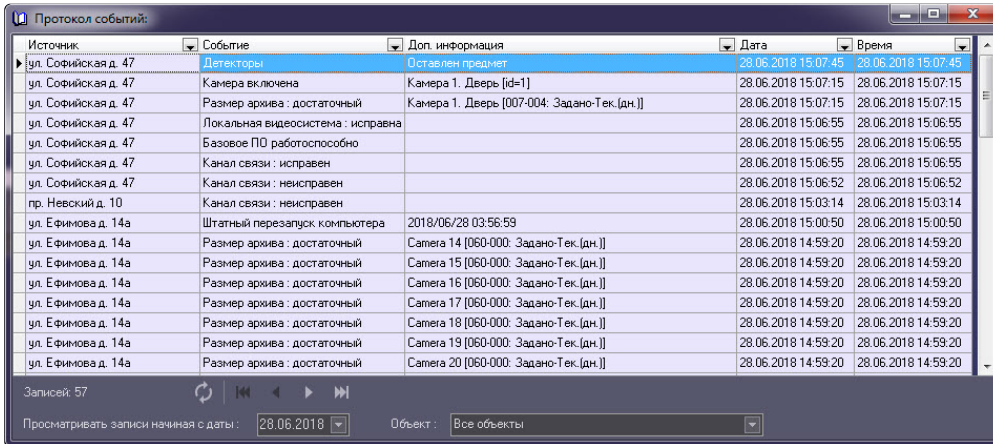 Протокол событий:
Источник Событие Доп. информация Дата Время
ул. Софийская д. 47 Детекторы Оставлен предмет 28.06.2018 15:07:45 28.06.2018 15:07:45
ул. Софийская д. 47 Камера включена Камера 1. Дверь [id=1] 28.06.2018 15:07:15 28.06.2018 15:07:15
ул. Софийская д. 47 Размер архива : достаточный Камера 1. Дверь [007-004: Задано-Тек.(дн.)] 28.06.2018 15:07:15 28.06.2018 15:07:15
ул. Софийская д. 47 Локальная видеосистема : исправна 28.06.2018 15:06:55 28.06.2018 15:06:55
ул. Софийская д. 47 Базовое ПО работоспособно 28.06.2018 15:06:55 28.06.2018 15:06:55
ул. Софийская д. 47 Канал связи : исправен 28.06.2018 15:06:55 28.06.2018 15:06:55
ул. Софийская д. 47 Канал связи : неисправен 28.06.2018 15:06:52 28.06.2018 15:06:52
пр. Невский д. 10 Канал связи : неисправен 28.06.2018 15:03:14 28.06.2018 15:03:14
ул. Ефимова д. 14а Штатный перезапуск компьютера 2018/06/28 03:56:59 28.06.2018 15:00:50 28.06.2018 15:00:50
ул. Ефимова д. 14а Размер архива : достаточный Camera 14 [060-000: Задано-Тек.(дн.)] 28.06.2018 14:59:20 28.06.2018 14:59:20
ул. Ефимова д. 14а Размер архива : достаточный Camera 15 [060-000: Задано-Тек.(дн.)] 28.06.2018 14:59:20 28.06.2018 14:59:20
ул. Ефимова д. 14а Размер архива : достаточный Camera 16 [060-000: Задано-Тек.(дн.)] 28.06.2018 14:59:20 28.06.2018 14:59:20
ул. Ефимова д. 14а Размер архива : достаточный Camera 17 [060-000: Задано-Тек.(дн.)] 28.06.2018 14:59:20 28.06.2018 14:59:20
ул. Ефимова д. 14а Размер архива : достаточный Camera 18 [060-000: Задано-Тек.(дн.)] 28.06.2018 14:59:20 28.06.2018 14:59:20
ул. Ефимова д. 14а Размер архива : достаточный Camera 19 [060-000: Задано-Тек.(дн.)] 28.06.2018 14:59:20 28.06.2018 14:59:20
ул. Ефимова д. 14а Размер архива : достаточный Camera 20 [060-000: Задано-Тек.(дн.)] 28.06.2018 14:59:20 28.06.2018 14:59:20
Записей: 57
Просматривать записи начиная с даты : 28.06.2018 Объект : Все объекты